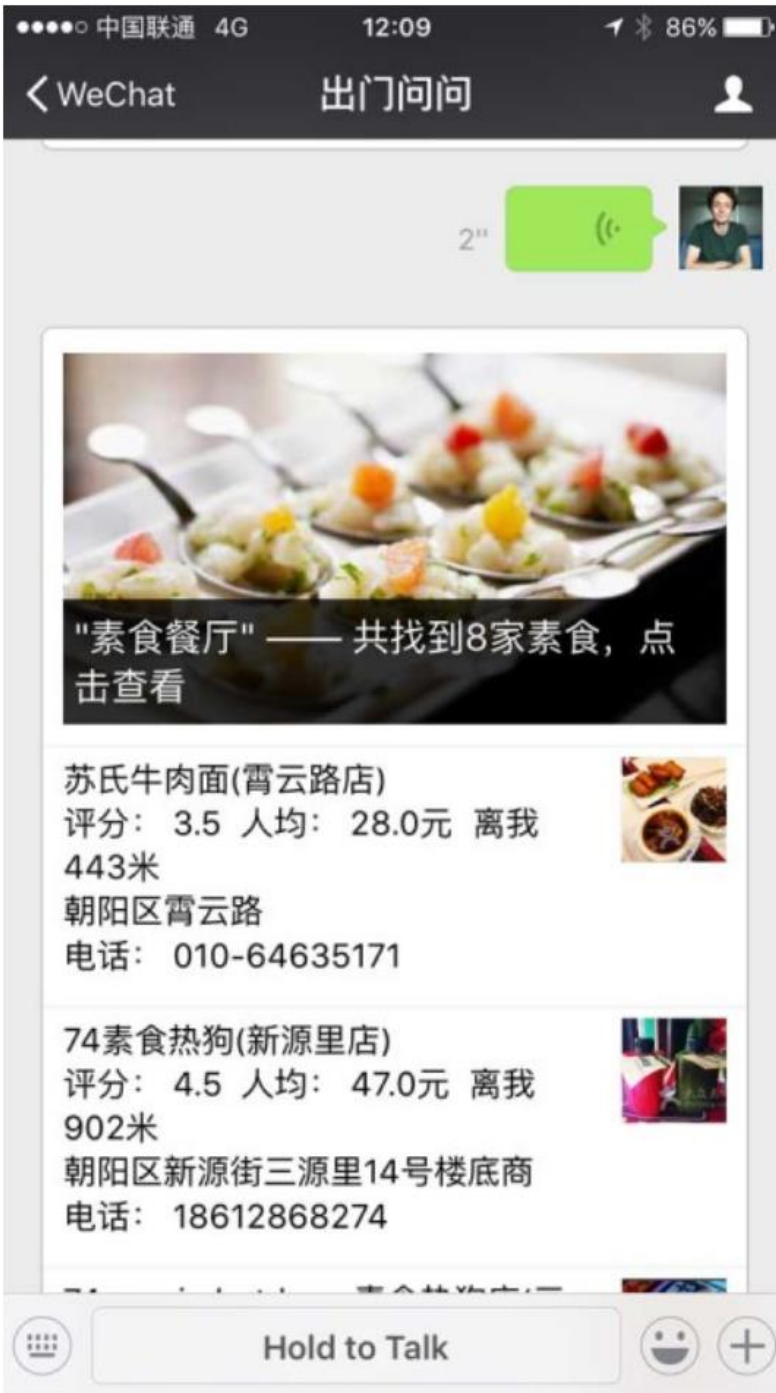 中国联通 4G 12:09 86%
WeChat 出门问问
2"
"素食餐厅" —— 共找到8家素食，点
击查看
苏氏牛肉面(霄云路店)
评分： 3.5 人均： 28.0元 离我
443米
朝阳区霄云路
电话： 010-64635171
74素食热狗(新源里店)
评分： 4.5 人均： 47.0元 离我
902米
朝阳区新源街三源里14号楼底商
电话： 18612868274
Hold to Talk